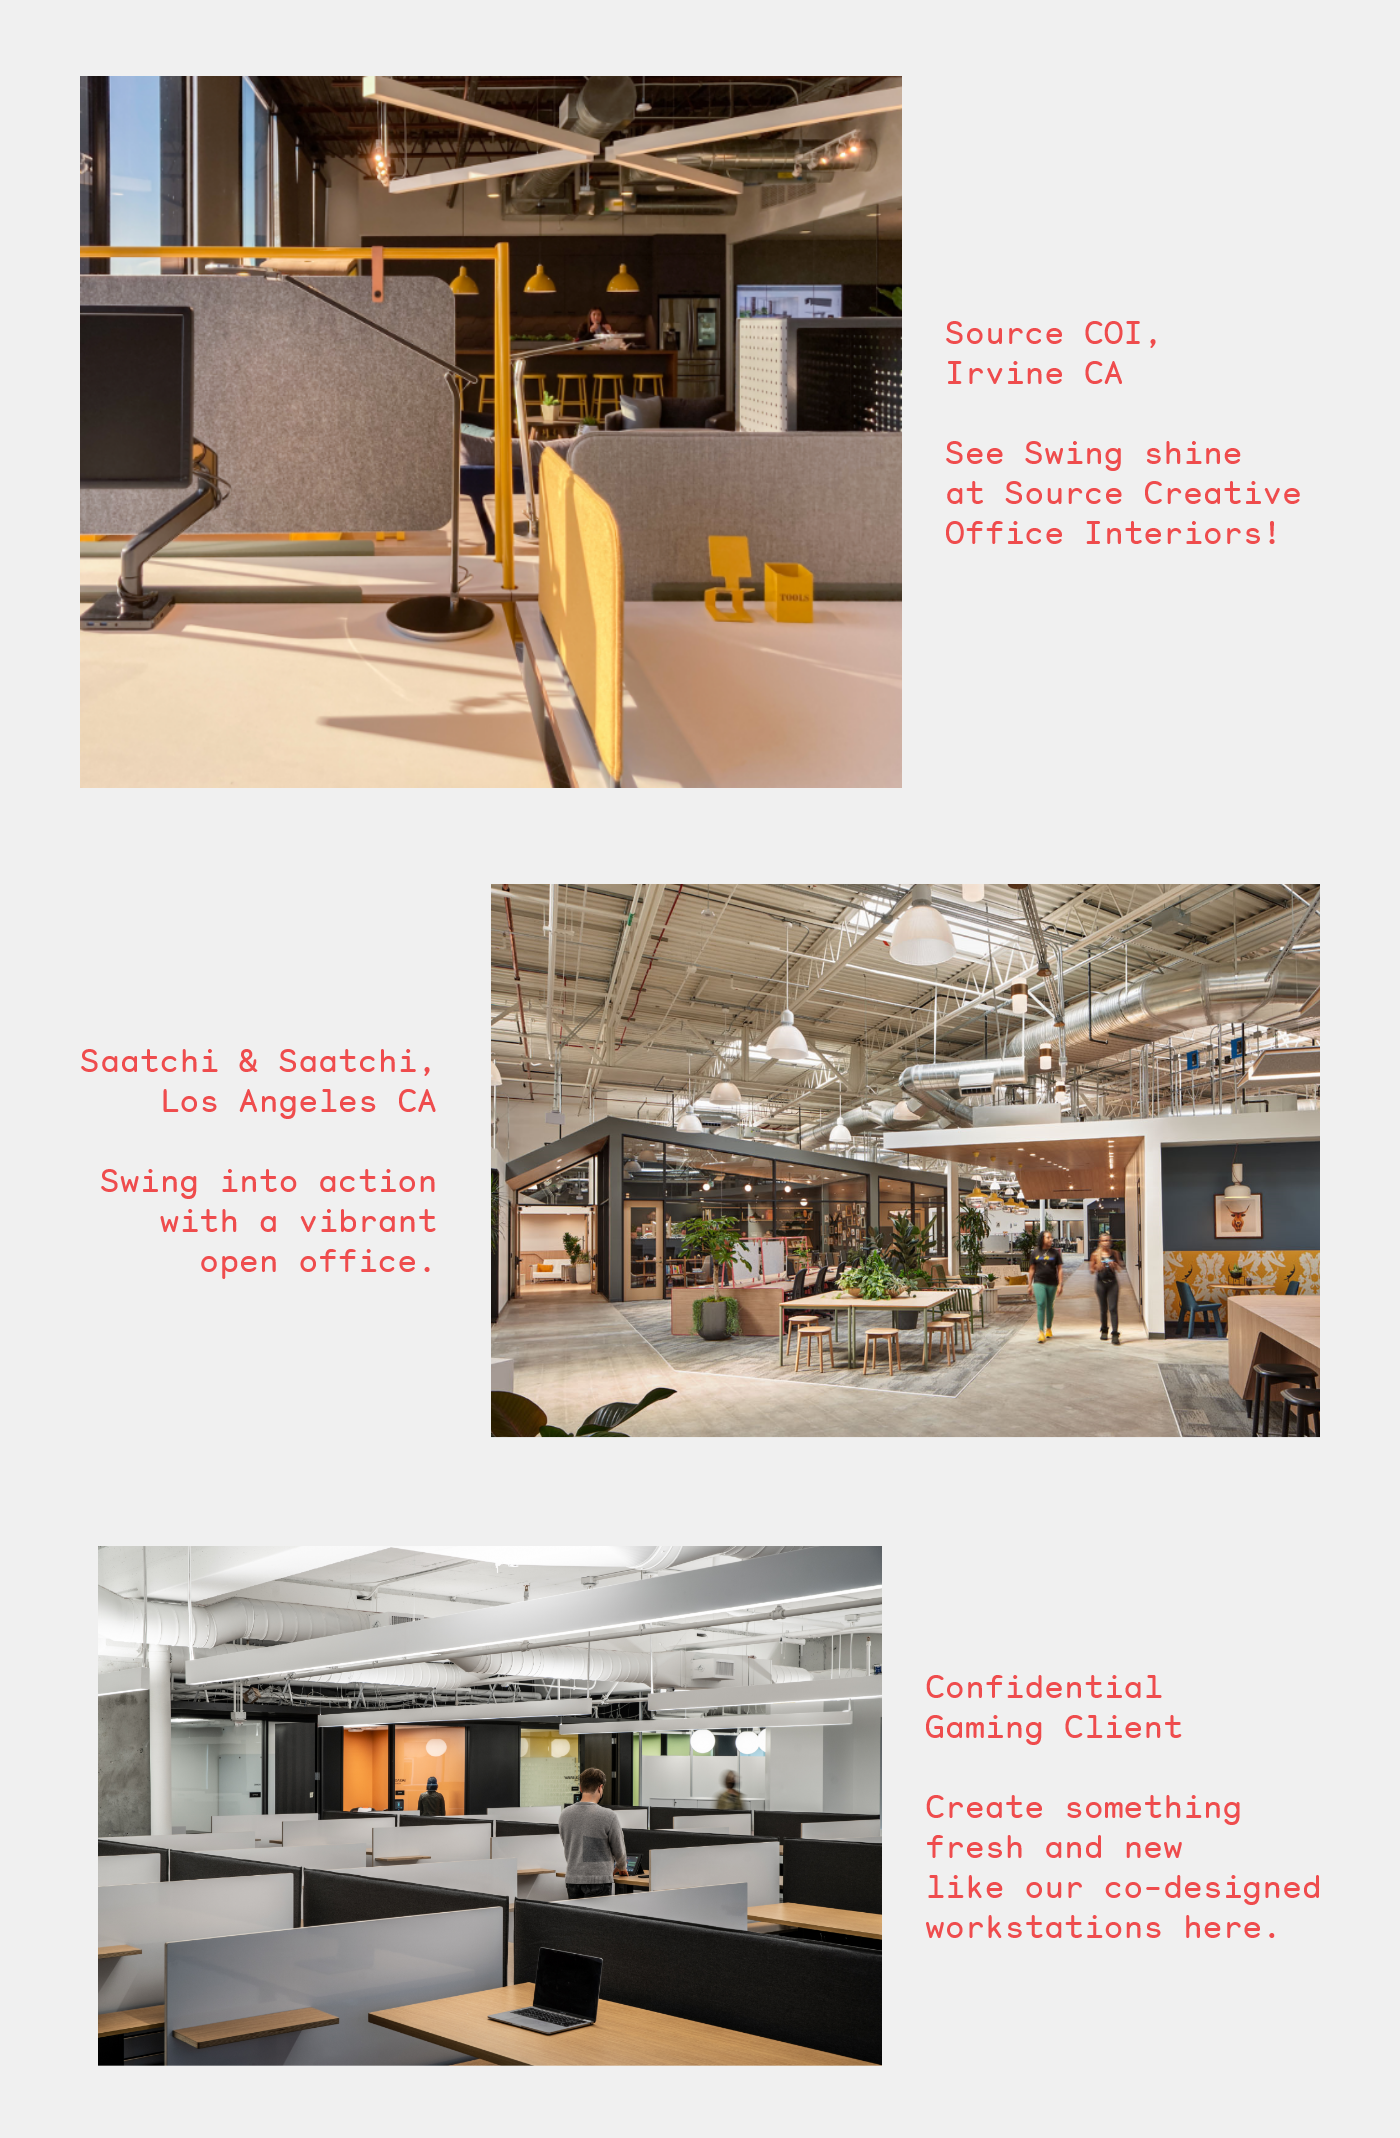 Source COI,
Irvine CA
See Swing shine
at Source Creative
Office Interiors!
TOOLS
Saatchi & Saatchi,
Los Angeles CA
Swing into action
with a vibrant
open office.
Confidential
Gaming Client
Create something
fresh and new
like our co-designed
workstations here.